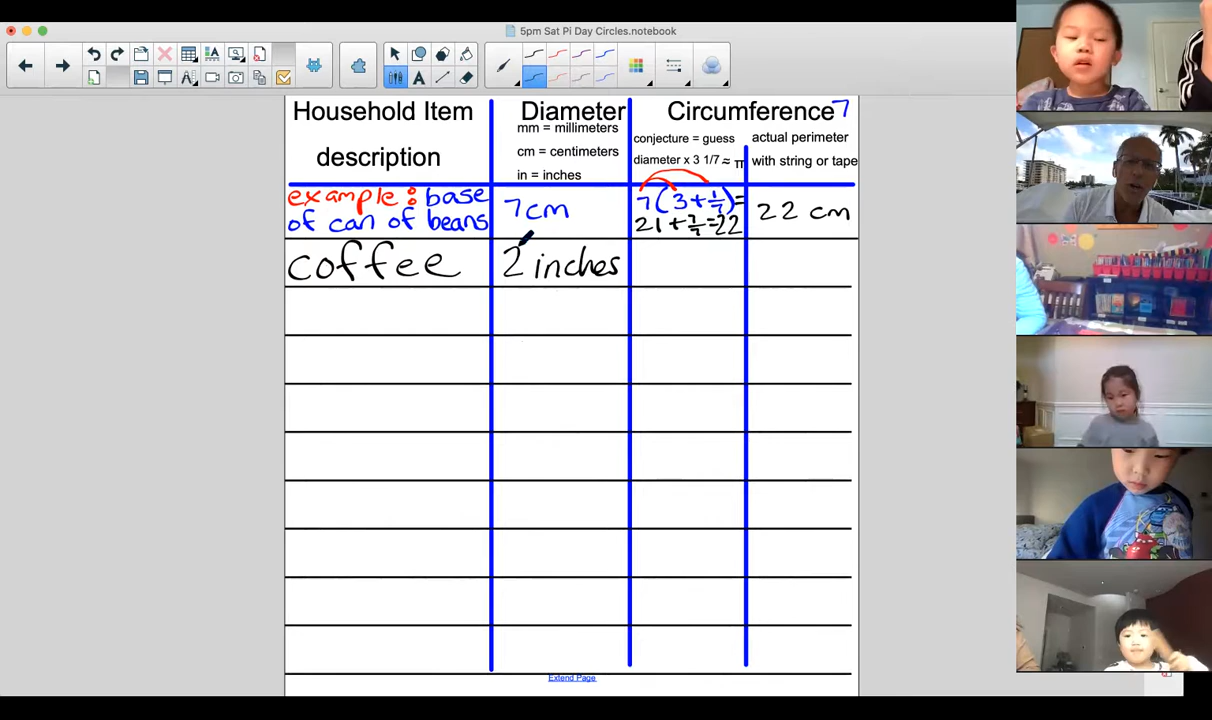 5pm Sat Pi Day Circles.notebook
Household Item
description
Diameter
mm = millimeters
cm = centimeters
in = inches
Circumference 7
conjecture = guess
diameter x 3 1/7 ≈ π
actual perimeter
with string or tape
example: base
of can of beans
7cm
7(3+1/7)=
21+7/7=22
22 cm
coffee
2 inches
Extend Page